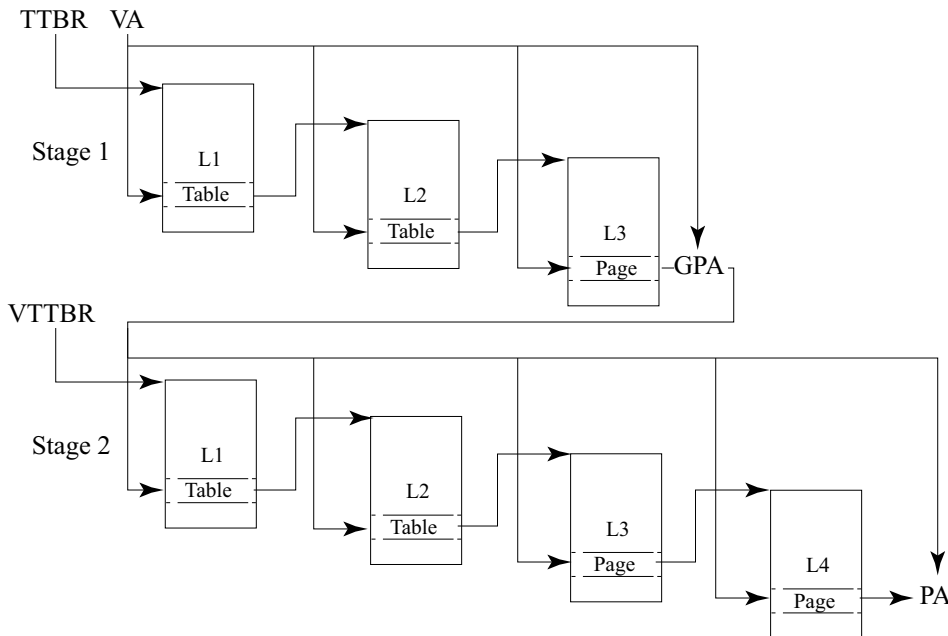 TTBR VA
Stage 1
L1
Table
L2
Table
L3
Page
GPA
VTTBR
Stage 2
L1
Table
L2
Table
L3
Page
L4
Page
PA